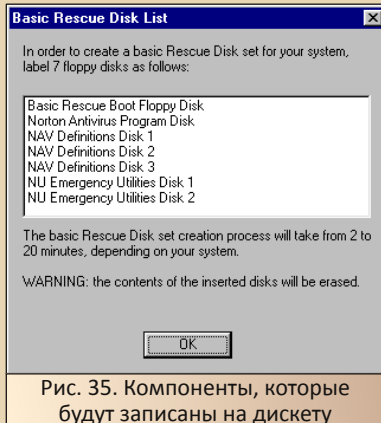 Basic Rescue Disk List
In order to create a basic Rescue Disk set for your system,
label 7 floppy disks as follows:
Basic Rescue Boot Floppy Disk
Norton Antivirus Program Disk
NAV Definitions Disk 1
NAV Definitions Disk 2
NAV Definitions Disk 3
NU Emergency Utilities Disk 1
NU Emergency Utilities Disk 2
The basic Rescue Disk set creation process will take from 2 to
20 minutes, depending on your system.
WARNING: the contents of the inserted disks will be erased.
OK
Рис. 35. Компоненты, которые
будут записаны на дискету